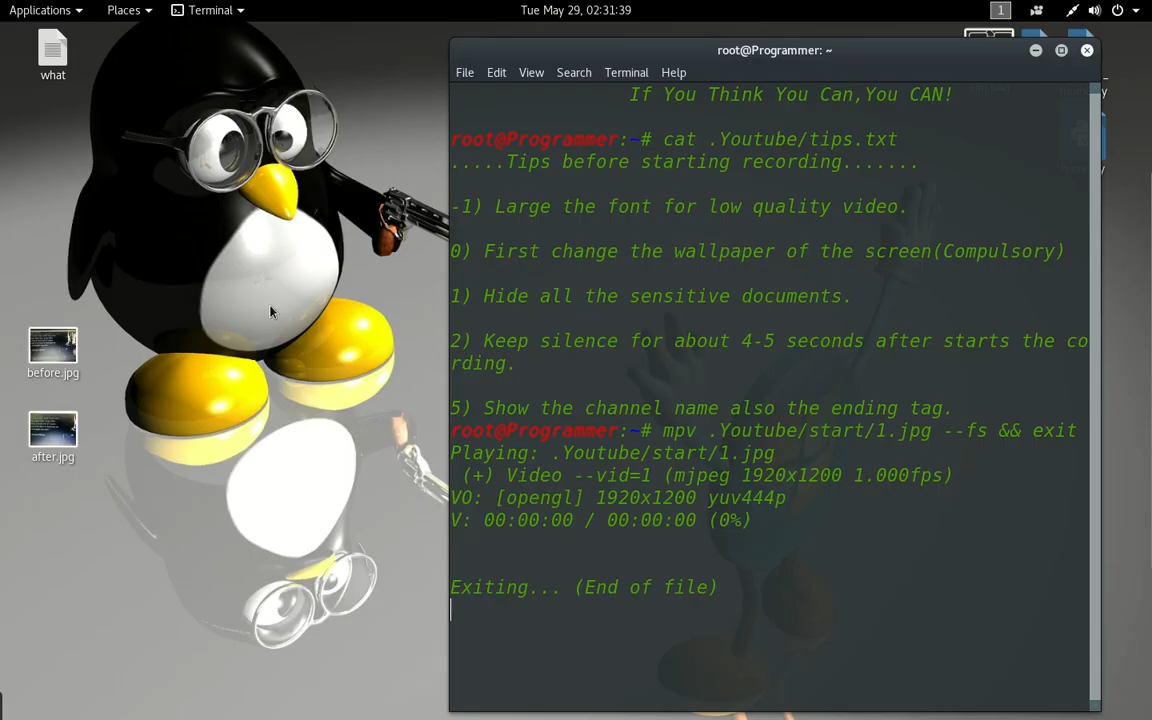 Applications
Places
Terminal
Tue May 29, 02:31:39
1
what
before.jpg
after.jpg
root@Programmer: ~
File Edit View Search Terminal Help
If You Think You Can,You CAN!
root@Programmer:~# cat .Youtube/tips.txt
.....Tips before starting recording.......
-1) Large the font for low quality video.
0) First change the wallpaper of the screen(Compulsory)
1) Hide all the sensitive documents.
2) Keep silence for about 4-5 seconds after starts the co
rding.
5) Show the channel name also the ending tag.
root@Programmer:~# mpv .Youtube/start/1.jpg --fs && exit
Playing: .Youtube/start/1.jpg
(+) Video --vid=1 (mjpeg 1920x1200 1.000fps)
VO: [opengl] 1920x1200 yuv444p
V: 00:00:00 / 00:00:00 (0%)
Exiting... (End of file)